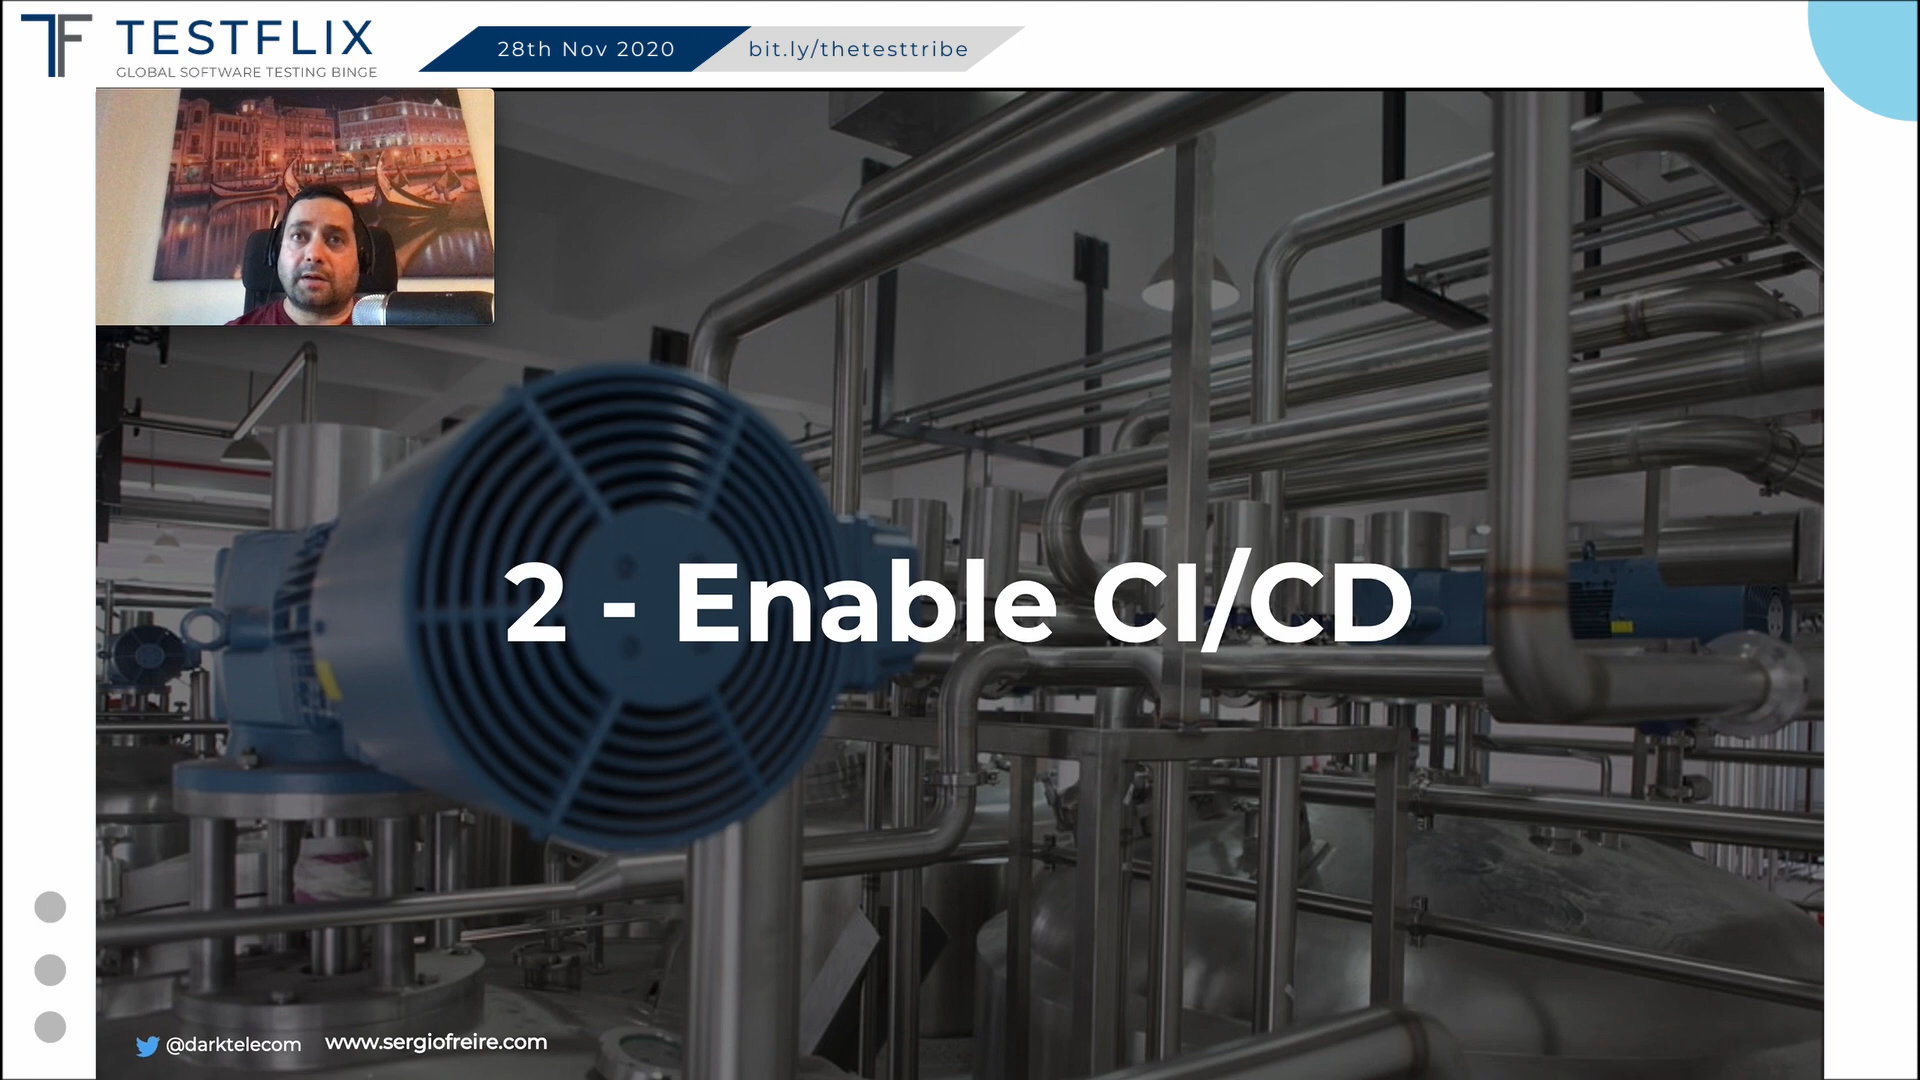 TF TESTFLIX
GLOBAL SOFTWARE TESTING BINGE
28th Nov 2020
bit.ly/thetesttribe
2 - Enable CI/CD
@darktelecom
www.sergiofreire.com